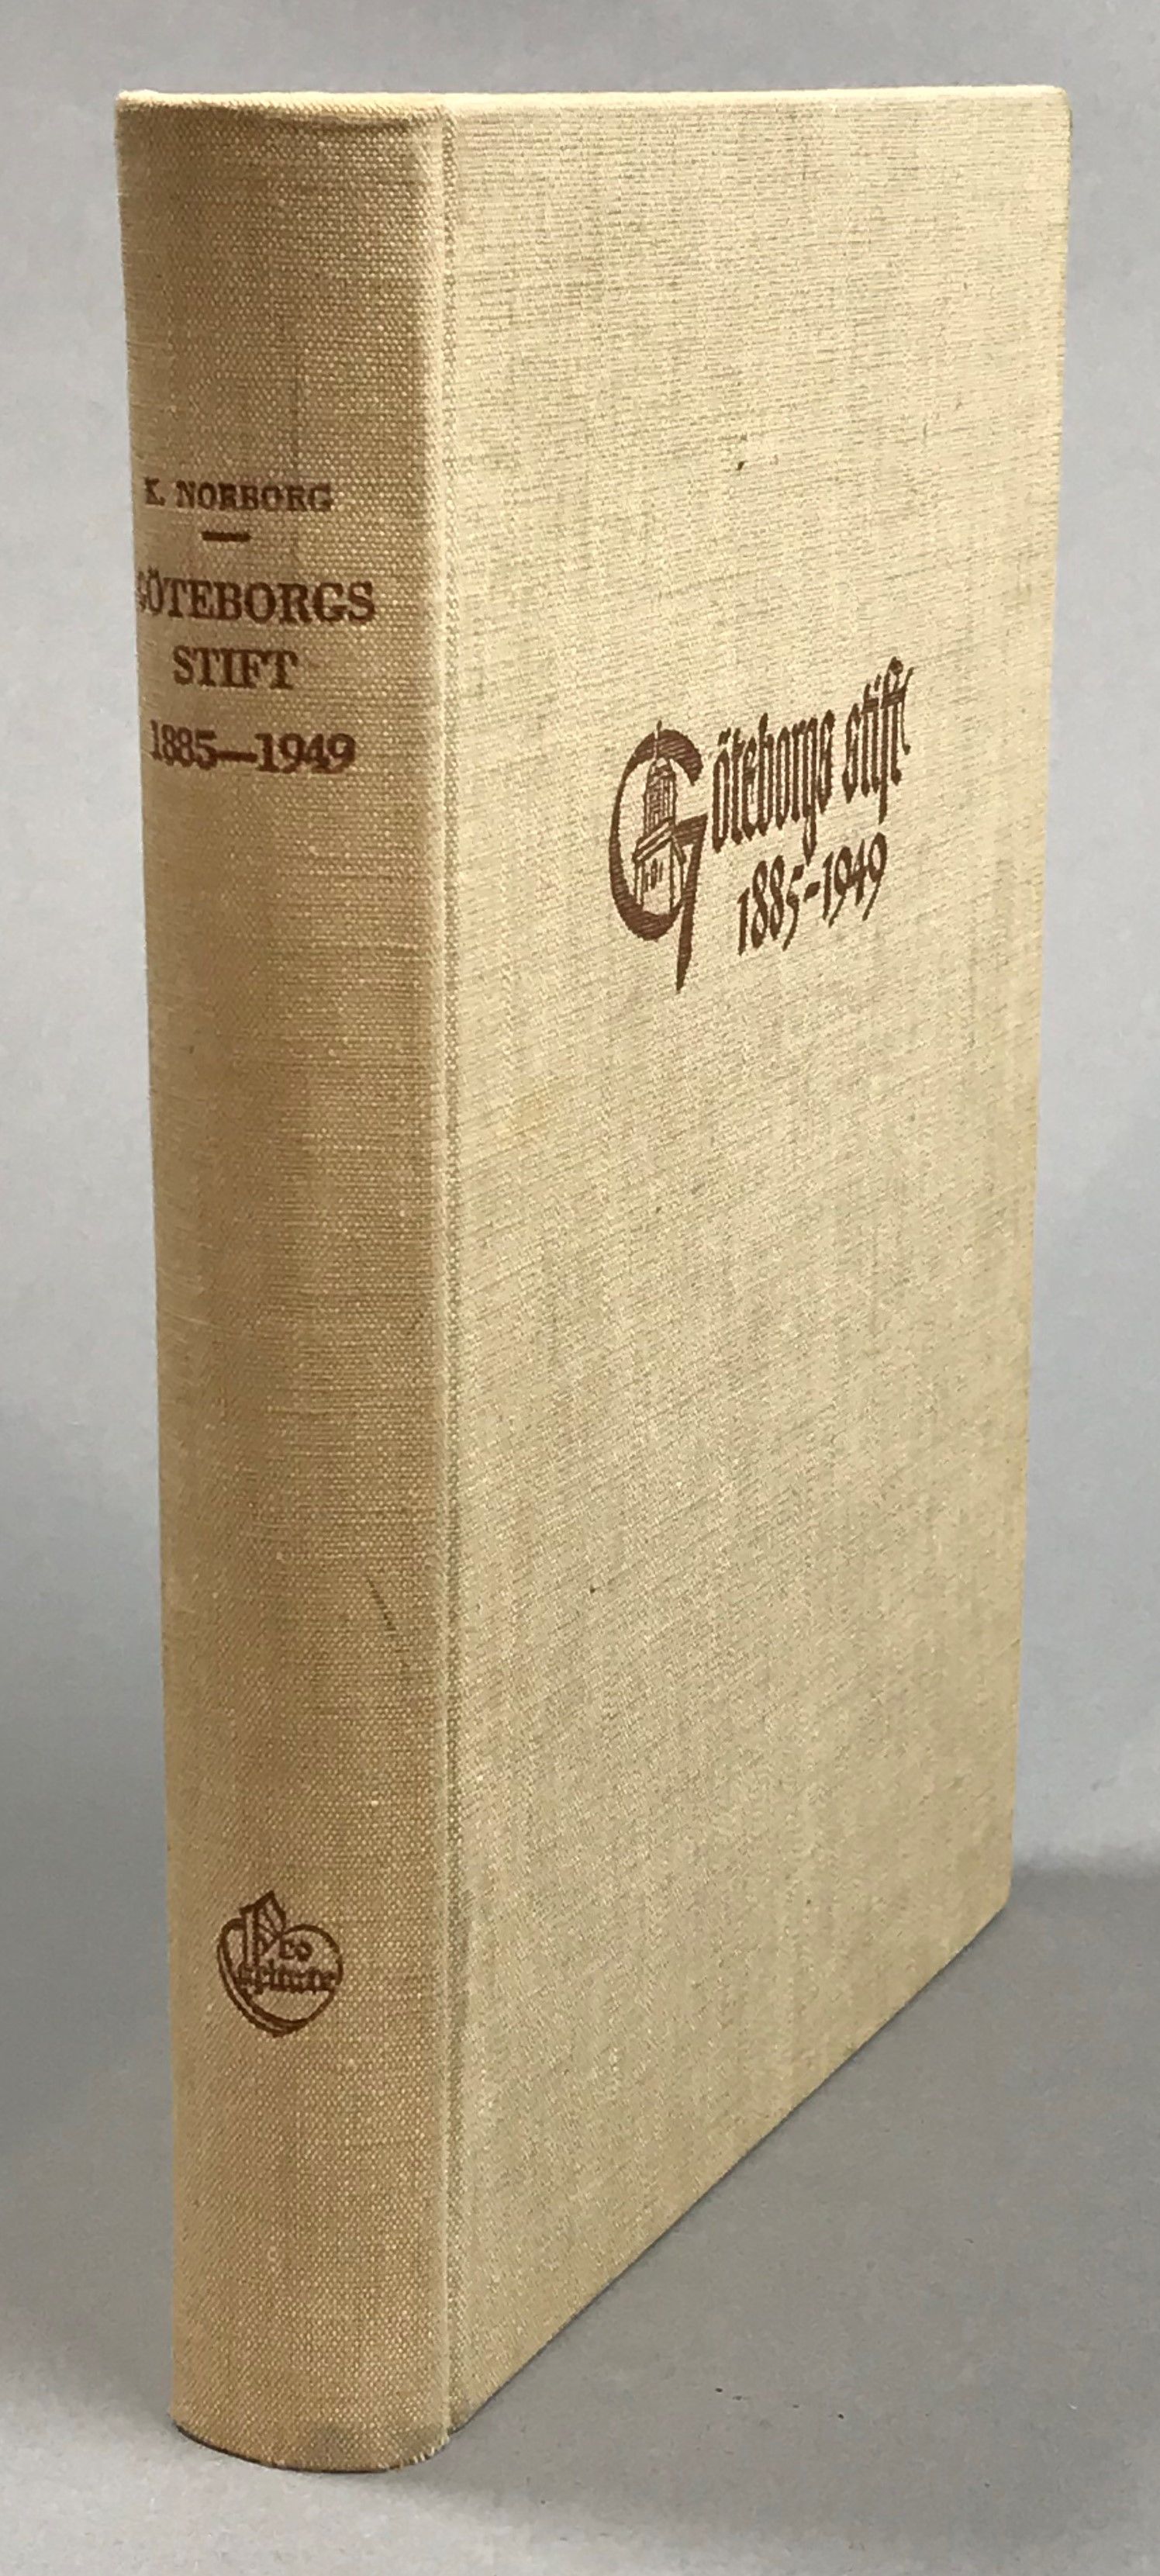 K. NORBORG
GÖTEBORGS
STIFT
1885—1949
Göteborgs stift
1885-1949